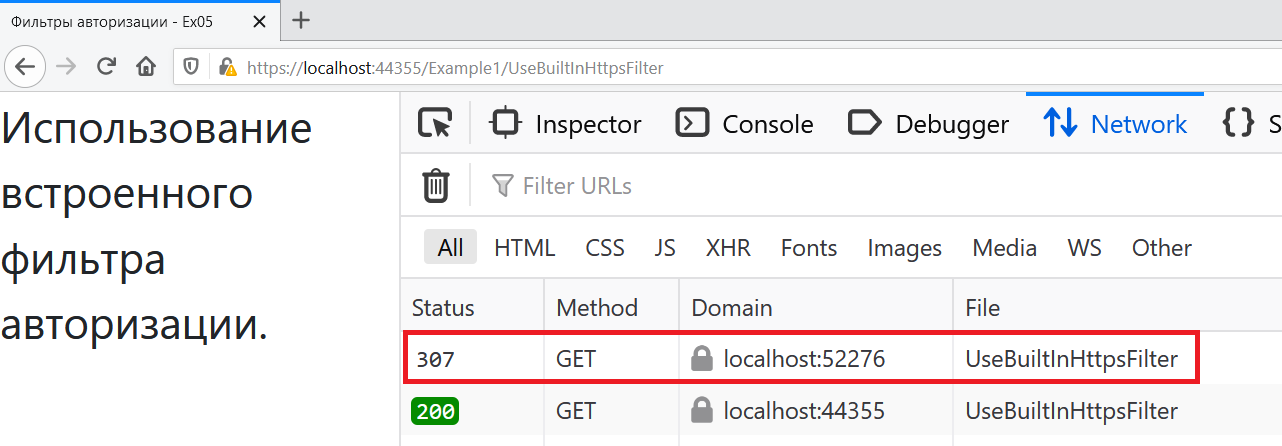 Фильтры авторизации - Ex05
https://localhost:44355/Example1/UseBuiltInHttpsFilter
Использование
встроенного
фильтра
авторизации.
Inspector Console Debugger Network S
Filter URLs
All HTML CSS JS XHR Fonts Images Media WS Other
Status Method Domain File
307 GET localhost:52276 UseBuiltInHttpsFilter
200 GET localhost:44355 UseBuiltInHttpsFilter